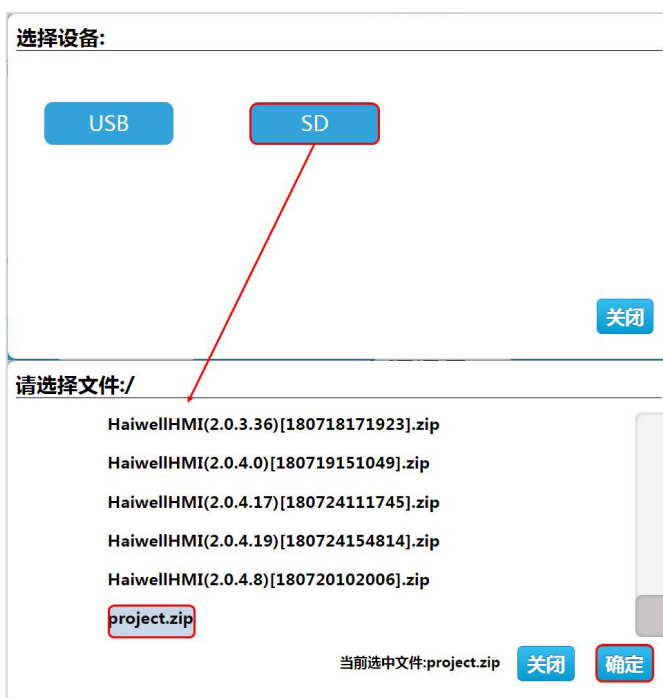 选择设备:
USB
SD
关闭
请选择文件:/
HaiwellHMI(2.0.3.36)[180718171923].zip
HaiwellHMI(2.0.4.0)[180719151049].zip
HaiwellHMI(2.0.4.17)[180724111745].zip
HaiwellHMI(2.0.4.19)[180724154814].zip
HaiwellHMI(2.0.4.8)[180720102006].zip
project.zip
当前选中文件:project.zip
关闭
确定